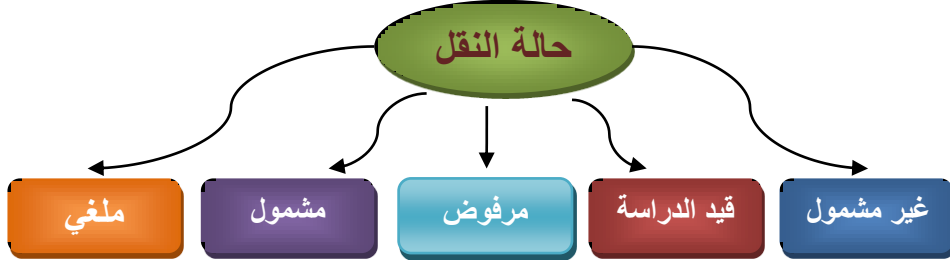 حالة النقل
غير مشمول
قيد الدراسة
مرفوض
مشمول
ملغي